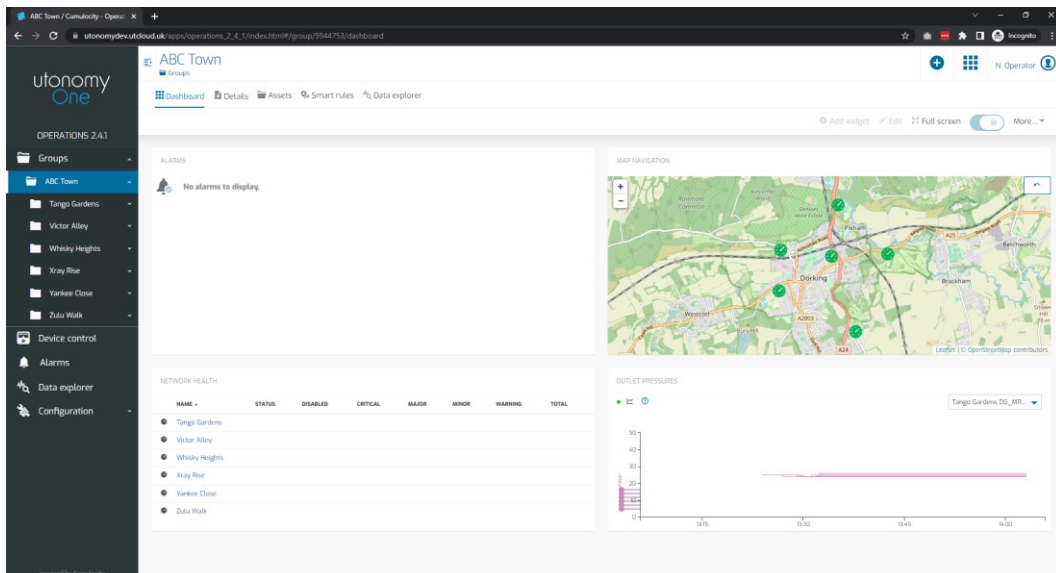 ABC Town / Cumulocity - Operat
utonomydev.utcloud.uk/apps/operations_2_4_1/index.html#/group/5944753/dashboard
Incognito
utonomy
One
OPERATIONS 2.4.1
Groups
ABC Town
Tango Gardens
Victor Alley
Whisky Heights
Xray Rise
Yankee Close
Zulu Walk
Device control
Alarms
Data explorer
Configuration
ABC Town
Groups
N. Operator
Dashboard Details Assets Smart rules Data explorer
Add widget Edit Full screen More...
ALARMS
No alarms to display.
MAP NAVIGATION
+
−
Ranmore
Common
Denbies
Wine Estate
Pixham
A25
Betchworth
Dorking
Brockham
Westcott
A2003
A24
Leaflet | © OpenStreetMap contributors
NETWORK HEALTH
NAME STATUS DISABLED CRITICAL MAJOR MINOR WARNING TOTAL
Tango Gardens
Victor Alley
Whisky Heights
Xray Rise
Yankee Close
Zulu Walk
OUTLET PRESSURES
Tango Gardens DG_MR...
50
40
30
20
10
0
13:15 13:30 13:45 14:00